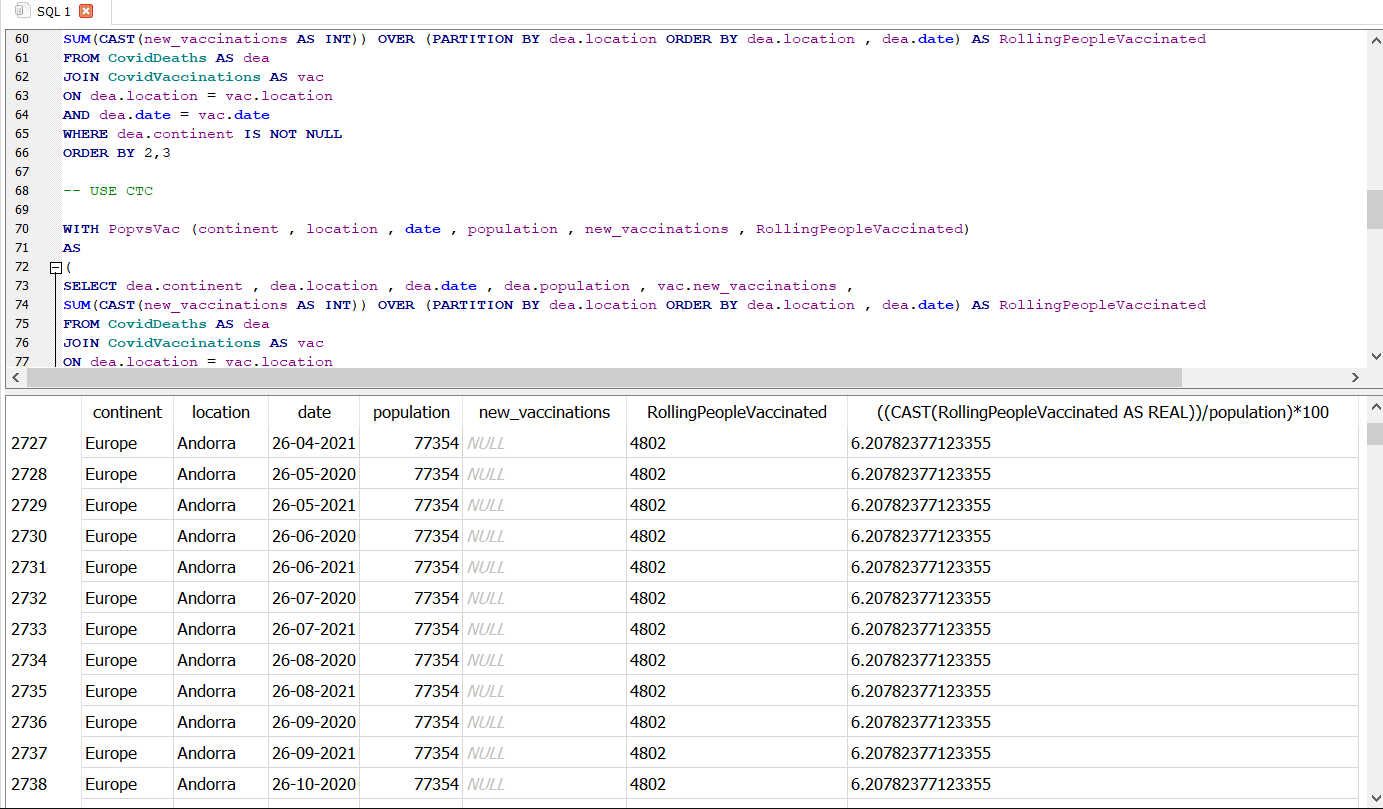 SQL 1
60 SUM(CAST(new_vaccinations AS INT)) OVER (PARTITION BY dea.location ORDER BY dea.location , dea.date) AS RollingPeopleVaccinated
61 FROM CovidDeaths AS dea
62 JOIN CovidVaccinations AS vac
63 ON dea.location = vac.location
64 AND dea.date = vac.date
65 WHERE dea.continent IS NOT NULL
66 ORDER BY 2,3
67
68 -- USE CTC
69
70 WITH PopvsVac (continent , location , date , population , new_vaccinations , RollingPeopleVaccinated)
71 AS
72 (
73 SELECT dea.continent , dea.location , dea.date , dea.population , vac.new_vaccinations ,
74 SUM(CAST(new_vaccinations AS INT)) OVER (PARTITION BY dea.location ORDER BY dea.location , dea.date) AS RollingPeopleVaccinated
75 FROM CovidDeaths AS dea
76 JOIN CovidVaccinations AS vac
77 ON dea.location = vac.location
continent location date population new_vaccinations RollingPeopleVaccinated ((CAST(RollingPeopleVaccinated AS REAL))/population)*100
2727 Europe Andorra 26-04-2021 77354 NULL 4802 6.20782377123355
2728 Europe Andorra 26-05-2020 77354 NULL 4802 6.20782377123355
2729 Europe Andorra 26-05-2021 77354 NULL 4802 6.20782377123355
2730 Europe Andorra 26-06-2020 77354 NULL 4802 6.20782377123355
2731 Europe Andorra 26-06-2021 77354 NULL 4802 6.20782377123355
2732 Europe Andorra 26-07-2020 77354 NULL 4802 6.20782377123355
2733 Europe Andorra 26-07-2021 77354 NULL 4802 6.20782377123355
2734 Europe Andorra 26-08-2020 77354 NULL 4802 6.20782377123355
2735 Europe Andorra 26-08-2021 77354 NULL 4802 6.20782377123355
2736 Europe Andorra 26-09-2020 77354 NULL 4802 6.20782377123355
2737 Europe Andorra 26-09-2021 77354 NULL 4802 6.20782377123355
2738 Europe Andorra 26-10-2020 77354 NULL 4802 6.20782377123355